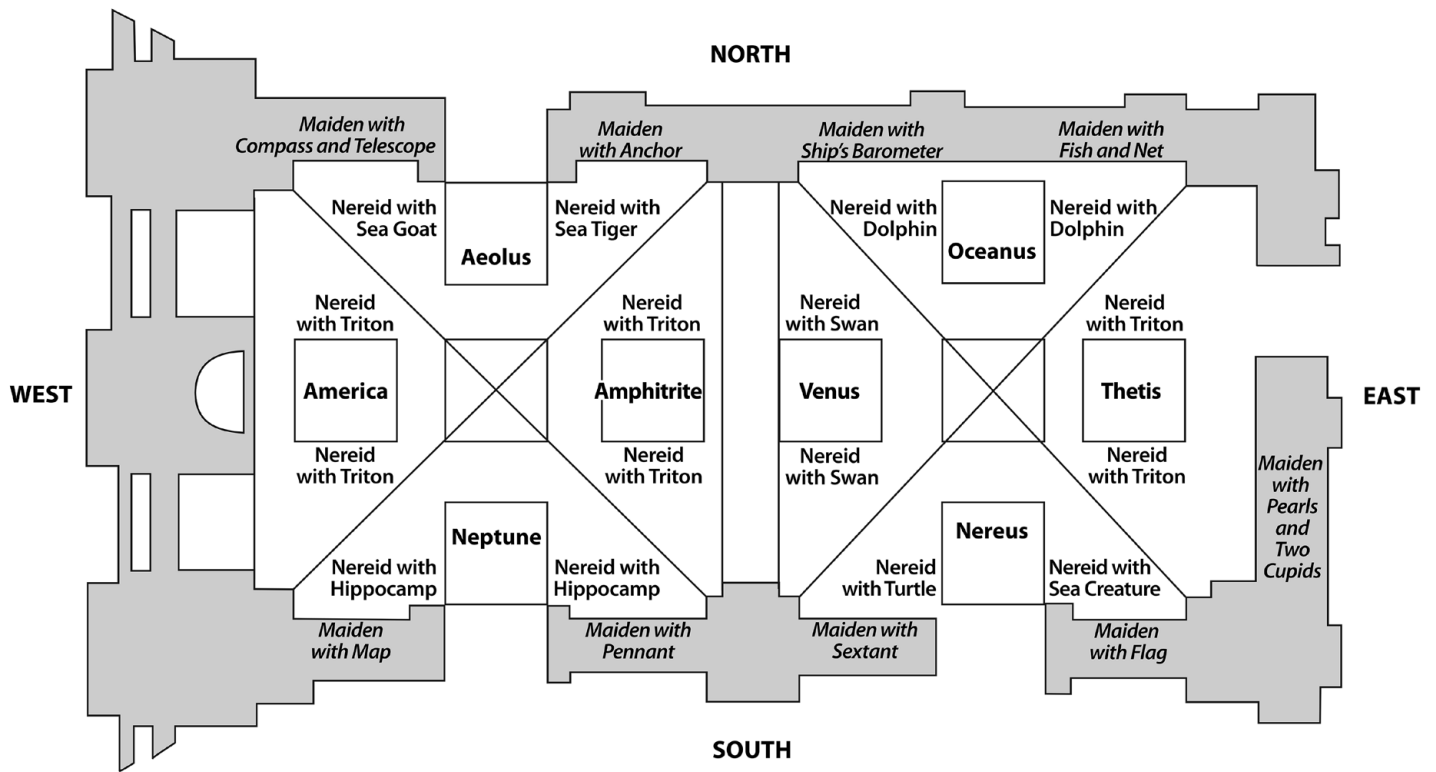 NORTH
Maiden with
Compass and Telescope
Maiden
with Anchor
Maiden with
Ship's Barometer
Maiden with
Fish and Net
Nereid with
Sea Goat
Aeolus
Nereid with
Sea Tiger
Nereid with
Dolphin
Oceanus
Nereid with
Dolphin
Nereid
with Triton
Nereid
with Triton
Nereid
with Swan
Nereid
with Triton
WEST
America
Amphitrite
Venus
Thetis
EAST
Nereid
with Triton
Nereid
with Triton
Nereid
with Swan
Nereid
with Triton
Maiden
with
Pearls
and
Two
Cupids
Neptune
Nereus
Nereid with
Hippocamp
Nereid with
Hippocamp
Nereid
with Turtle
Nereid with
Sea Creature
Maiden
with Map
Maiden with
Pennant
Maiden with
Sextant
Maiden
with Flag
SOUTH